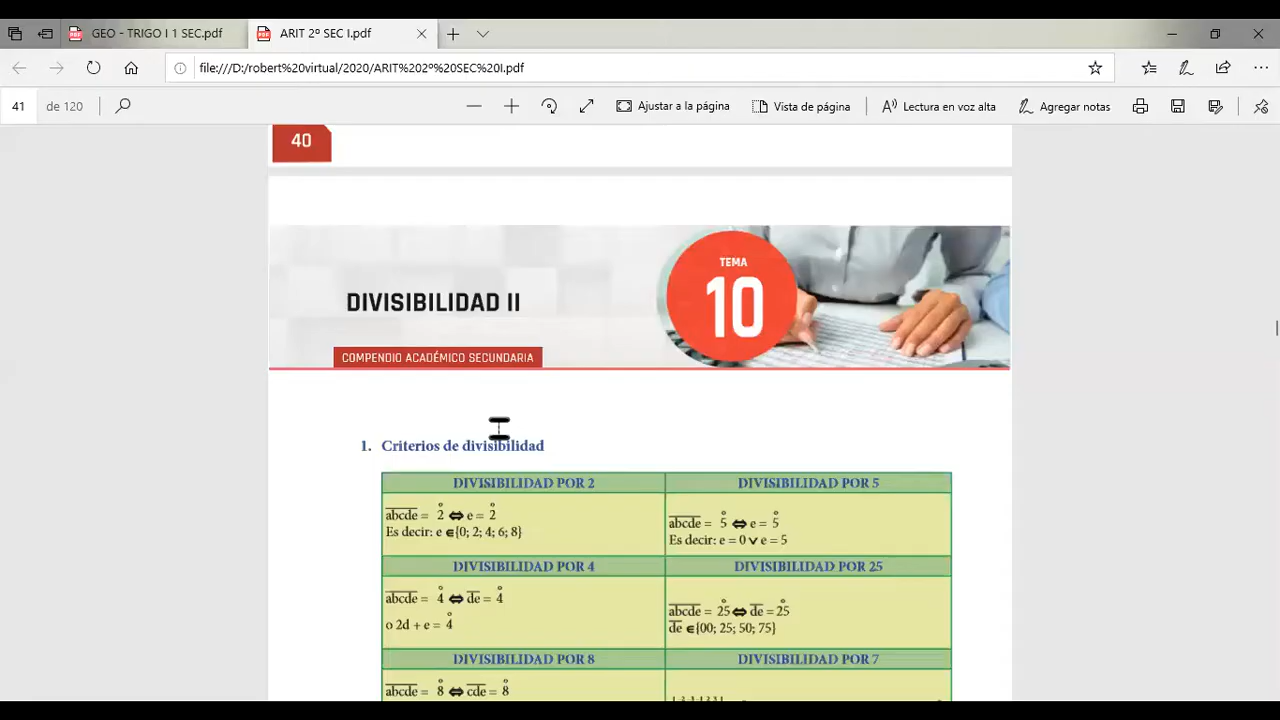 GEO - TRIGO I 1 SEC.pdf
ARIT 2º SEC I.pdf
file:///D:/robert%20virtual/2020/ARIT%202º%20SEC%20I.pdf
41 de 120
Ajustar a la página
Vista de página
Lectura en voz alta
Agregar notas
40
TEMA
10
DIVISIBILIDAD II
COMPENDIO ACADÉMICO SECUNDARIA
1. Criterios de divisibilidad
DIVISIBILIDAD POR 2
abcde = 2̊ ⇔ e = 2̊
Es decir: e ∈{0; 2; 4; 6; 8}
DIVISIBILIDAD POR 5
abcde = 5̊ ⇔ e = 5̊
Es decir: e = 0 ∨ e = 5
DIVISIBILIDAD POR 4
abcde = 4̊ ⇔ de = 4̊
o 2d + e = 4̊
DIVISIBILIDAD POR 25
abcde = 25̊ ⇔ de = 25̊
de ∈{00; 25; 50; 75}
DIVISIBILIDAD POR 8
abcde = 8̊ ⇔ cde = 8̊
DIVISIBILIDAD POR 7